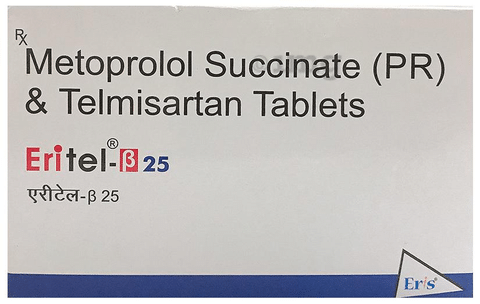 Rx
Metoprolol Succinate (PR)
& Telmisartan Tablets
Eritel®-β 25
एरीटेल-β 25
Eris®